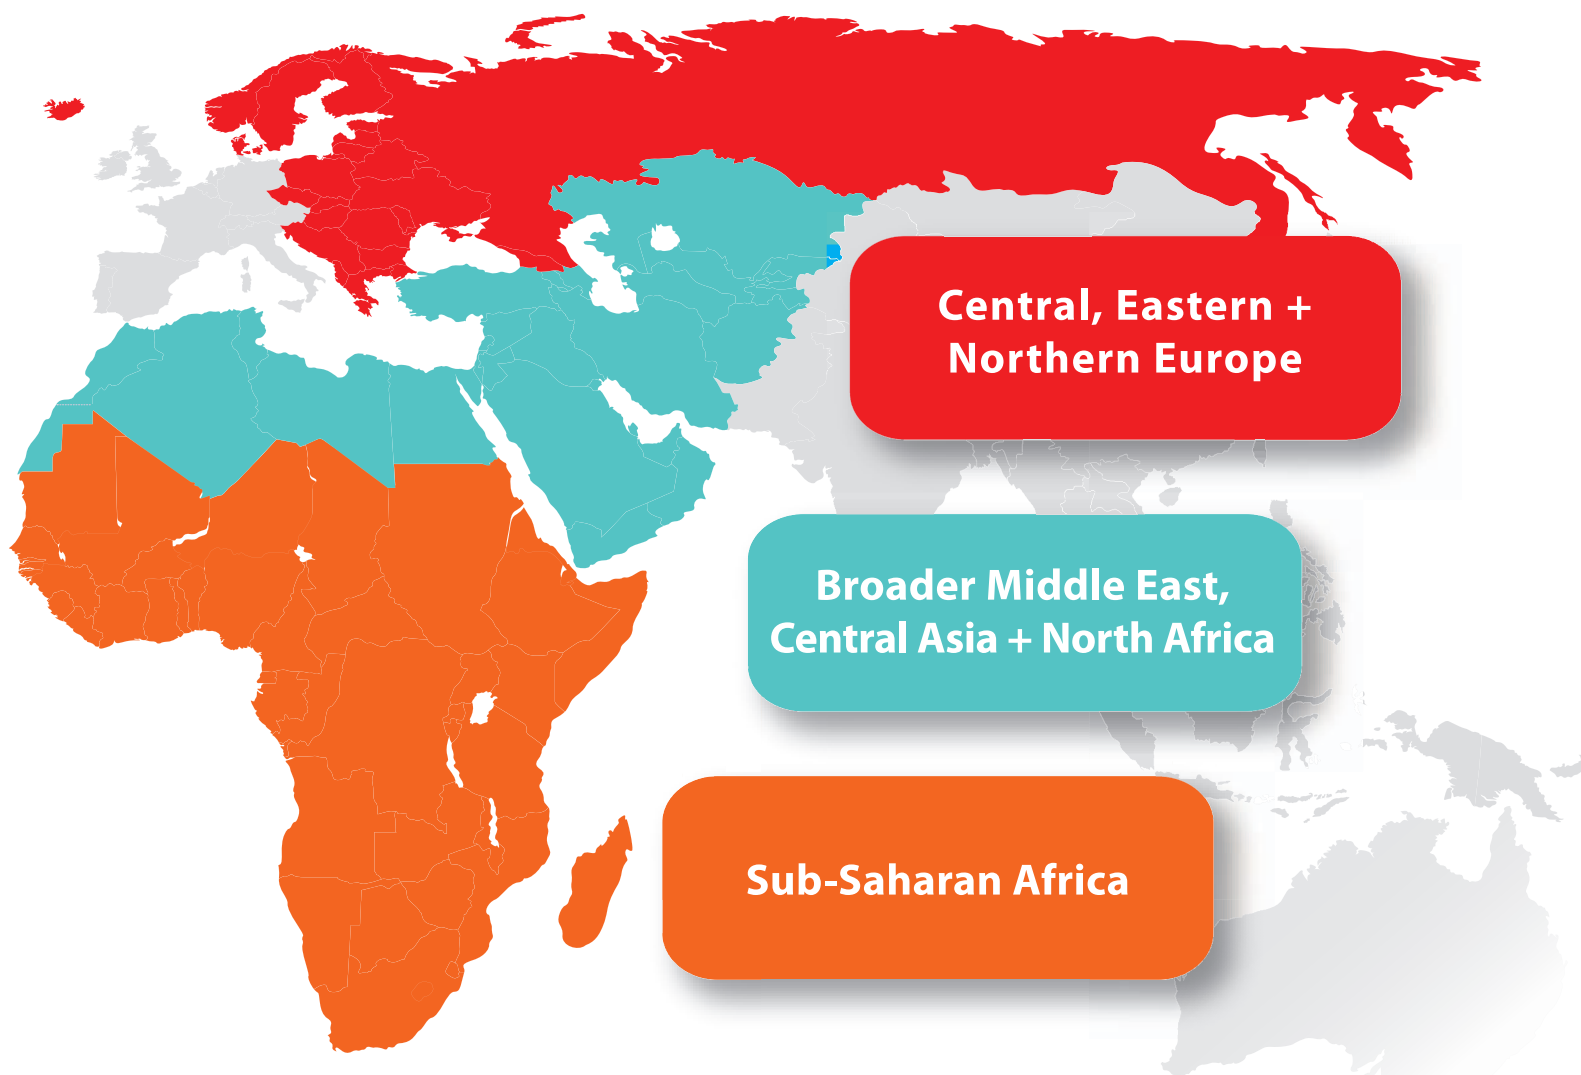 Central, Eastern +
Northern Europe
Broader Middle East,
Central Asia + North Africa
Sub-Saharan Africa